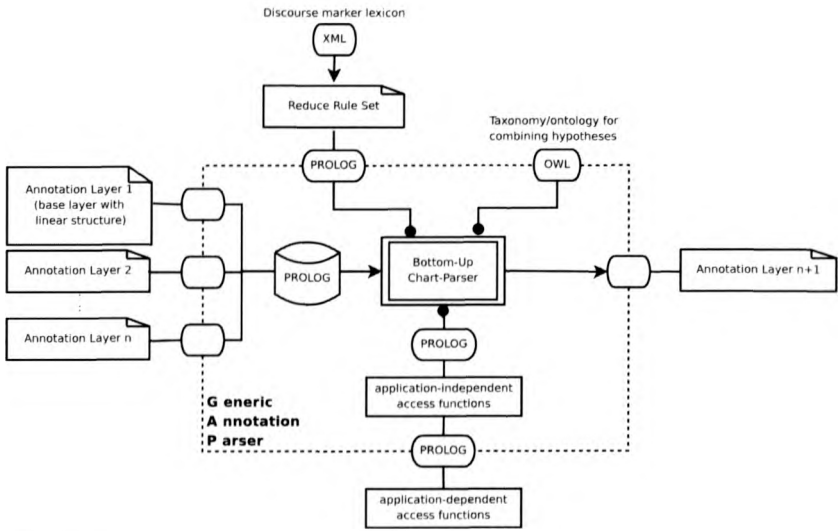 Discourse marker lexicon
XML
Reduce Rule Set
Taxonomy/ontology for
combining hypotheses
PROLOG
OWL
Annotation Layer 1
(base layer with
linear structure)
Annotation Layer 2
Annotation Layer n
PROLOG
Bottom-Up
Chart-Parser
Annotation Layer n+1
PROLOG
application-independent
access functions
G eneric
A nnotation
P arser
PROLOG
application-dependent
access functions